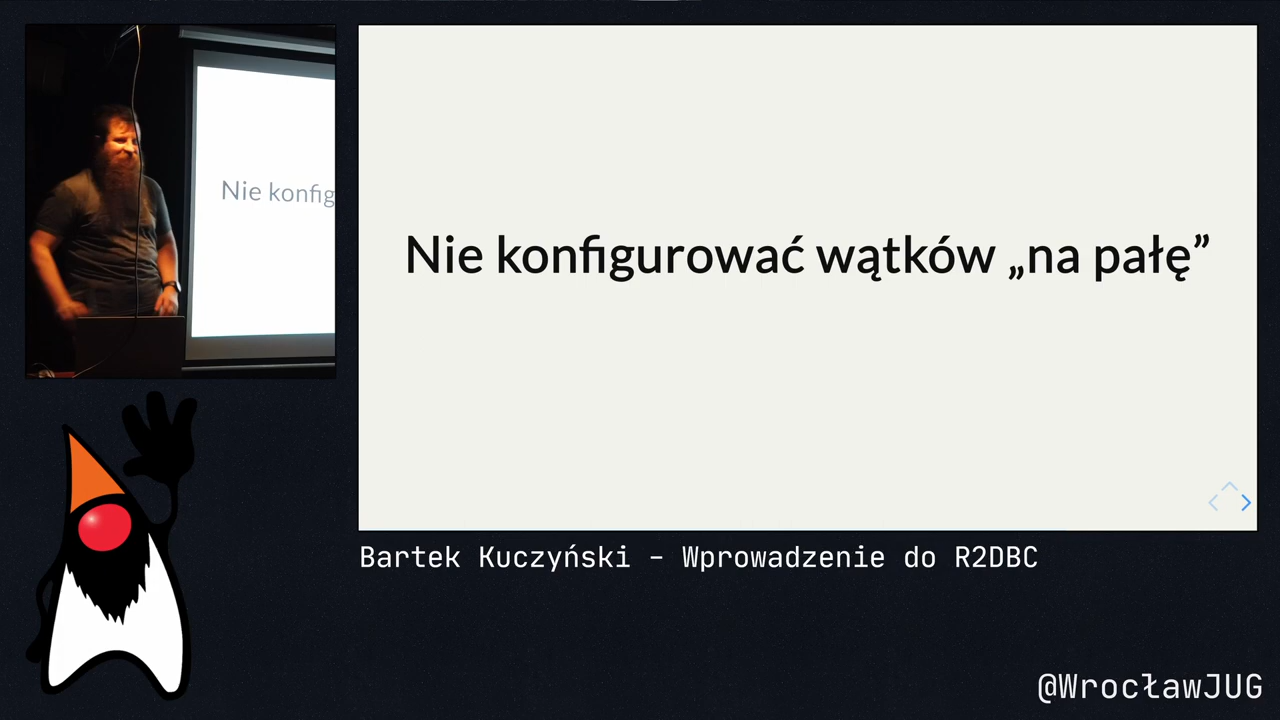 Nie konfig
Nie konfigurować wątków „na pałę”
Bartek Kuczyński – Wprowadzenie do R2DBC
@WrocławJUG